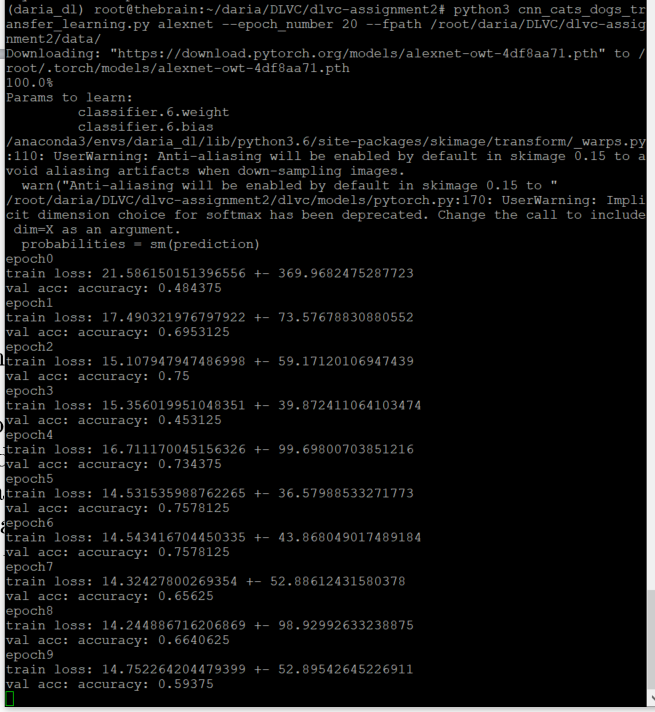 (daria_dl) root@thebrain:~/daria/DLVC/dlvc-assignment2# python3 cnn_cats_dogs_tr
ansfer_learning.py alexnet --epoch_number 20 --fpath /root/daria/DLVC/dlvc-assig
nment2/data/
Downloading: "https://download.pytorch.org/models/alexnet-owt-4df8aa71.pth" to /
root/.torch/models/alexnet-owt-4df8aa71.pth
100.0%
Params to learn:
classifier.6.weight
classifier.6.bias
/anaconda3/envs/daria_dl/lib/python3.6/site-packages/skimage/transform/_warps.py
:110: UserWarning: Anti-aliasing will be enabled by default in skimage 0.15 to a
void aliasing artifacts when down-sampling images.
warn("Anti-aliasing will be enabled by default in skimage 0.15 to "
/root/daria/DLVC/dlvc-assignment2/dlvc/models/pytorch.py:170: UserWarning: Impli
cit dimension choice for softmax has been deprecated. Change the call to include
dim=X as an argument.
probabilities = sm(prediction)
epoch0
train loss: 21.586150151396556 +- 369.9682475287723
val acc: accuracy: 0.484375
epoch1
train loss: 17.490321976797922 +- 73.57678830880552
val acc: accuracy: 0.6953125
epoch2
train loss: 15.107947947486998 +- 59.17120106947439
val acc: accuracy: 0.75
epoch3
train loss: 15.356019951048351 +- 39.872411064103474
val acc: accuracy: 0.453125
epoch4
train loss: 16.711170045156326 +- 99.69800703851216
val acc: accuracy: 0.734375
epoch5
train loss: 14.531535988762265 +- 36.57988533271773
val acc: accuracy: 0.7578125
epoch6
train loss: 14.543416704450335 +- 43.868049017489184
val acc: accuracy: 0.7578125
epoch7
train loss: 14.32427800269354 +- 52.88612431580378
val acc: accuracy: 0.65625
epoch8
train loss: 14.244886716206869 +- 98.92992633238875
val acc: accuracy: 0.6640625
epoch9
train loss: 14.752264204479399 +- 52.89542645226911
val acc: accuracy: 0.59375